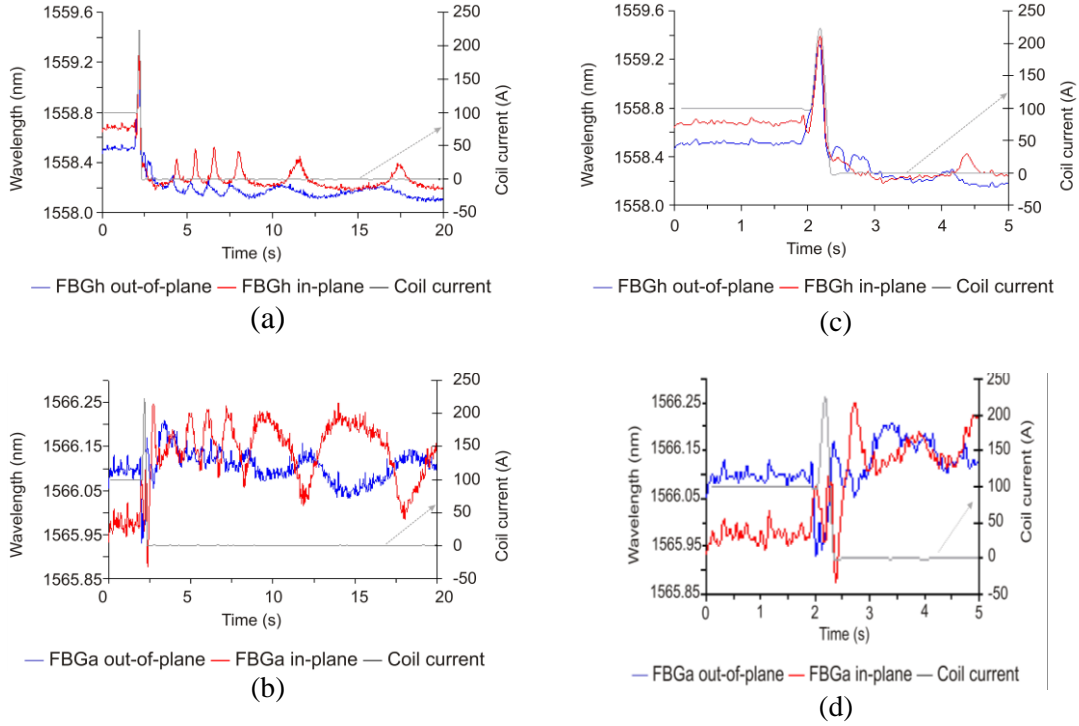 1559.6
1559.2
1558.8
1558.4
1558.0
Wavelength (nm)
250
200
150
100
50
0
-50
Coil current (A)
0 5 10 15 20
Time (s)
FBGh out-of-plane FBGh in-plane Coil current
(a)
1559.6
1559.2
1558.8
1558.4
1558.0
Wavelength (nm)
250
200
150
100
50
0
-50
Coil current (A)
0 1 2 3 4 5
Time (s)
FBGh out-of-plane FBGh in-plane Coil current
(c)
1566.25
1566.15
1566.05
1565.95
1565.85
Wavelength (nm)
250
200
150
100
50
0
-50
Coil current (A)
0 5 10 15 20
Time (s)
FBGa out-of-plane FBGa in-plane Coil current
(b)
1566.25
1566.15
1566.05
1565.95
1565.85
Wavelength (nm)
250
200
150
100
50
0
-50
Coil current (A)
0 1 2 3 4 5
Time (s)
FBGa out-of-plane FBGa in-plane Coil current
(d)